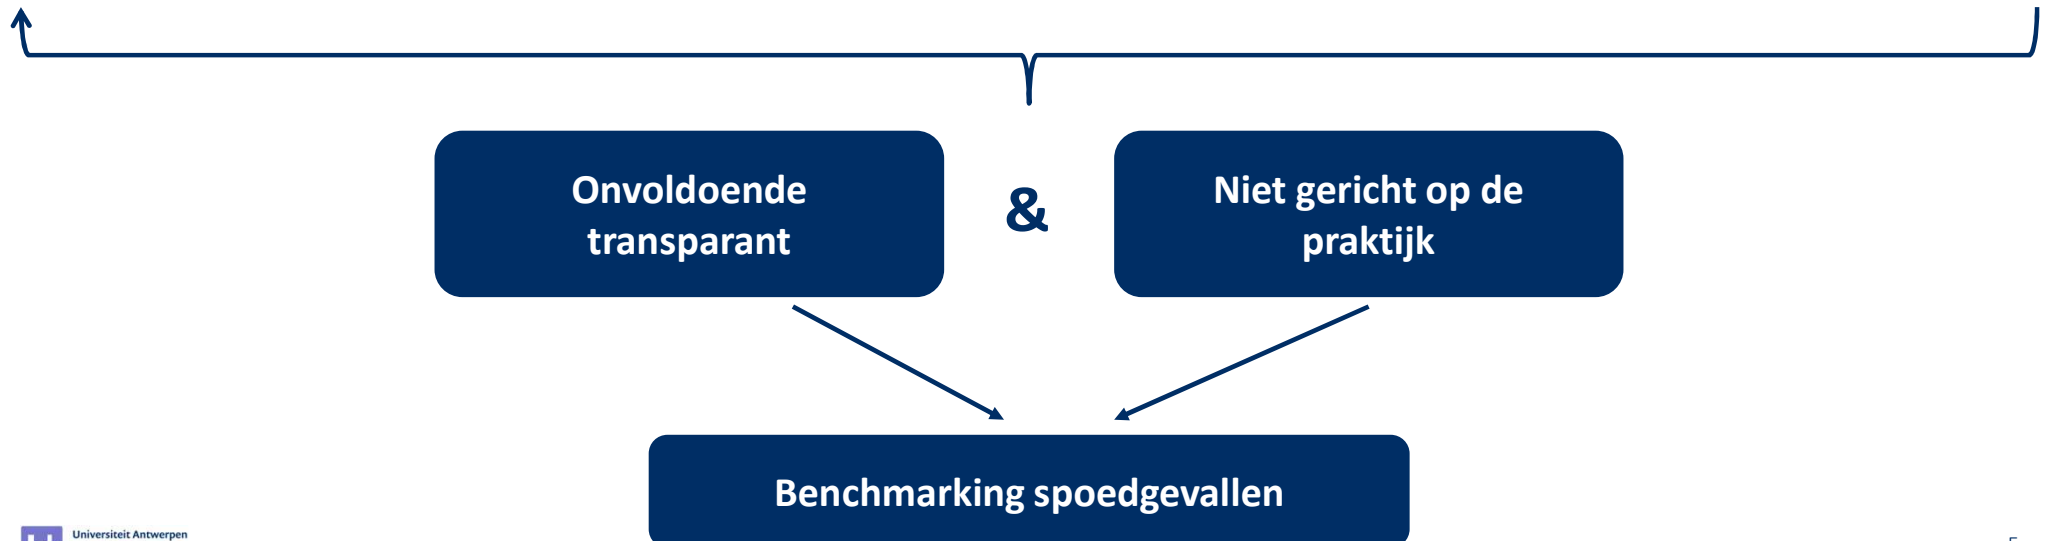 Onvoldoende
transparant
&
Niet gericht op de
praktijk
Benchmarking spoedgevallen
Universiteit Antwerpen